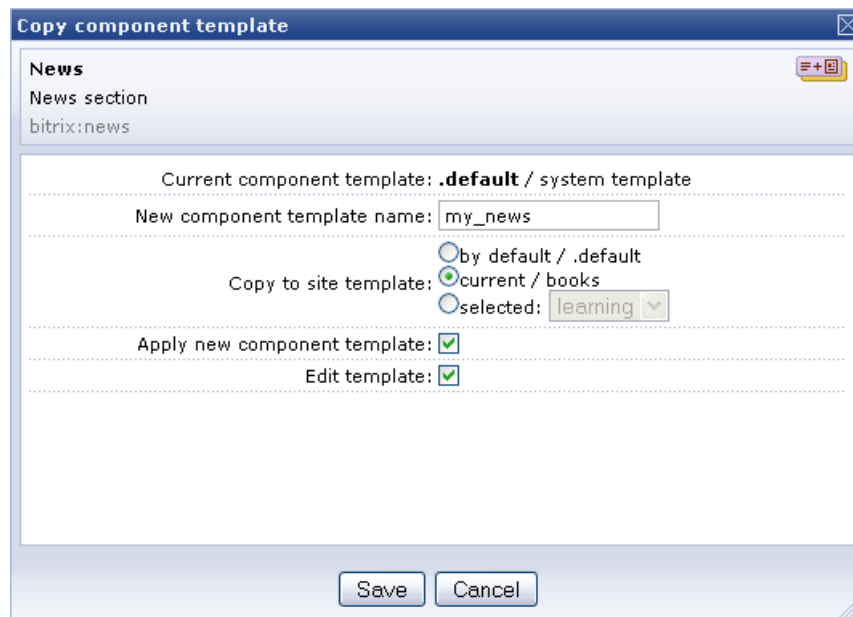 Copy component template
News
News section
bitrix:news
Current component template: .default / system template
New component template name: my_news
by default / .default
Copy to site template: current / books
selected: learning
Apply new component template:
Edit template:
Save Cancel